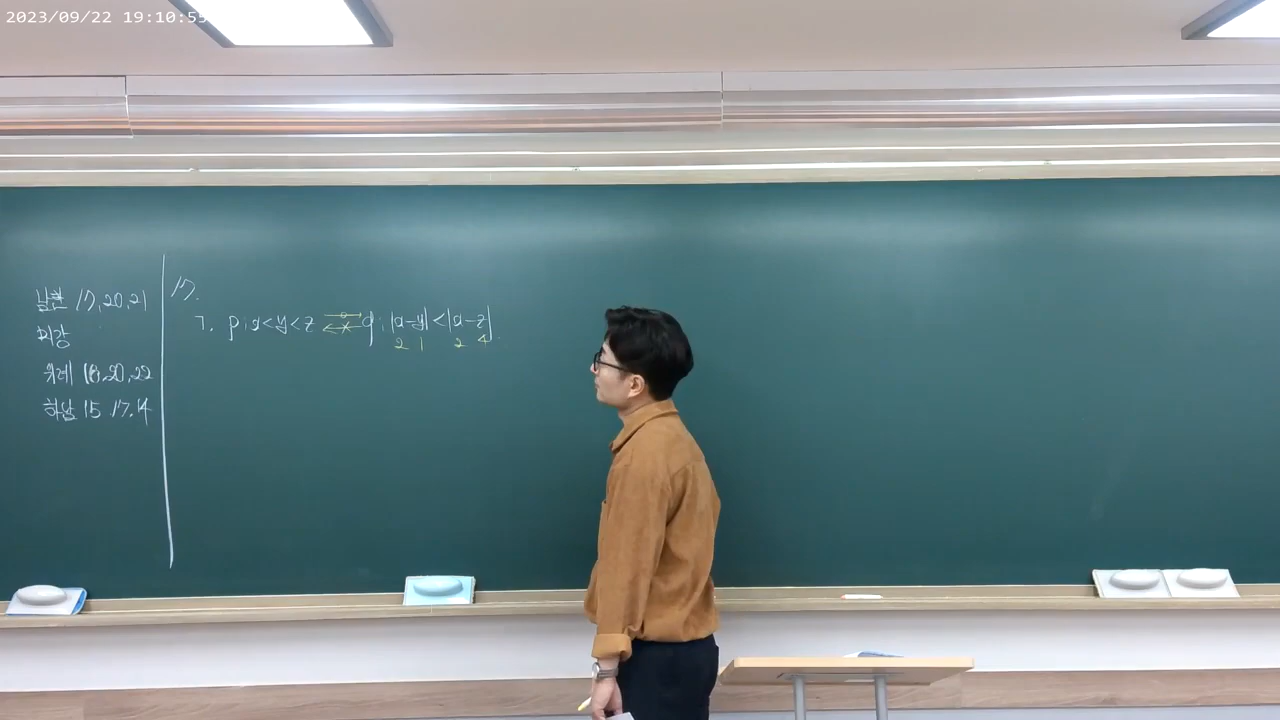 2023/09/22 19:10:55
남현 17,20,21
회강
위례 18,20,22
하남 15.17.14
17.
ㄱ. p: x<y<z ⇄ q: |x-y|<|x-z|
2 1 2 4